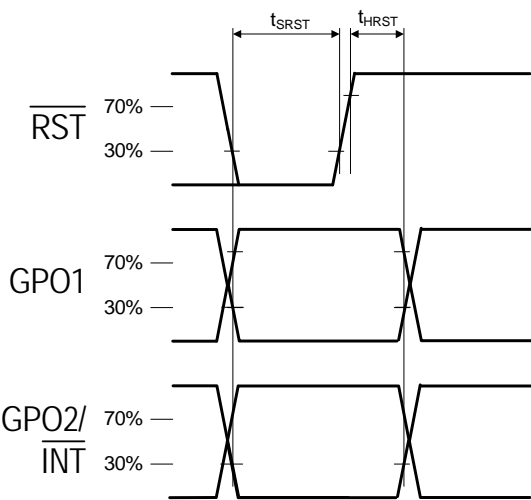 tSRST
tHRST
RST
70%
30%
GPO1
70%
30%
GPO2/
INT
70%
30%